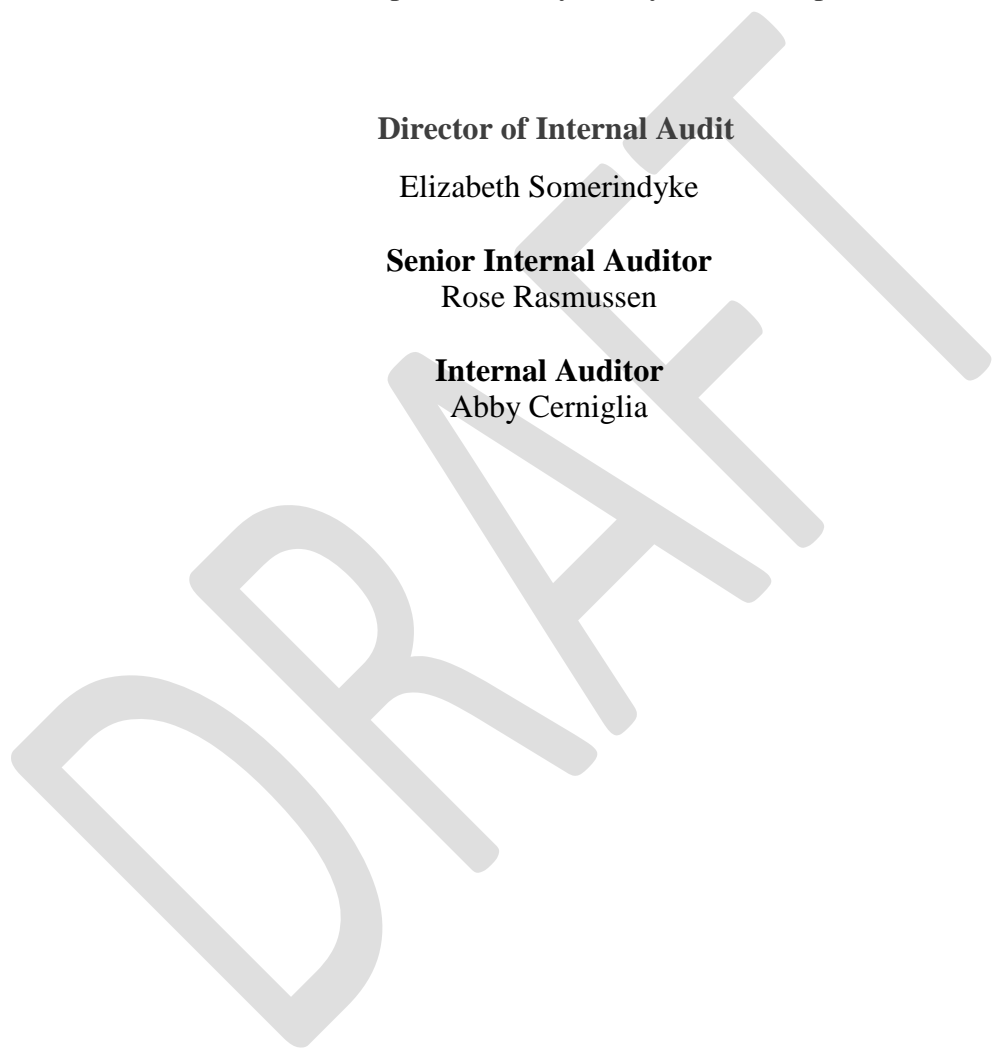 Director of Internal Audit
Elizabeth Somerindyke
Senior Internal Auditor
Rose Rasmussen
Internal Auditor
Abby Cerniglia
DRAFT